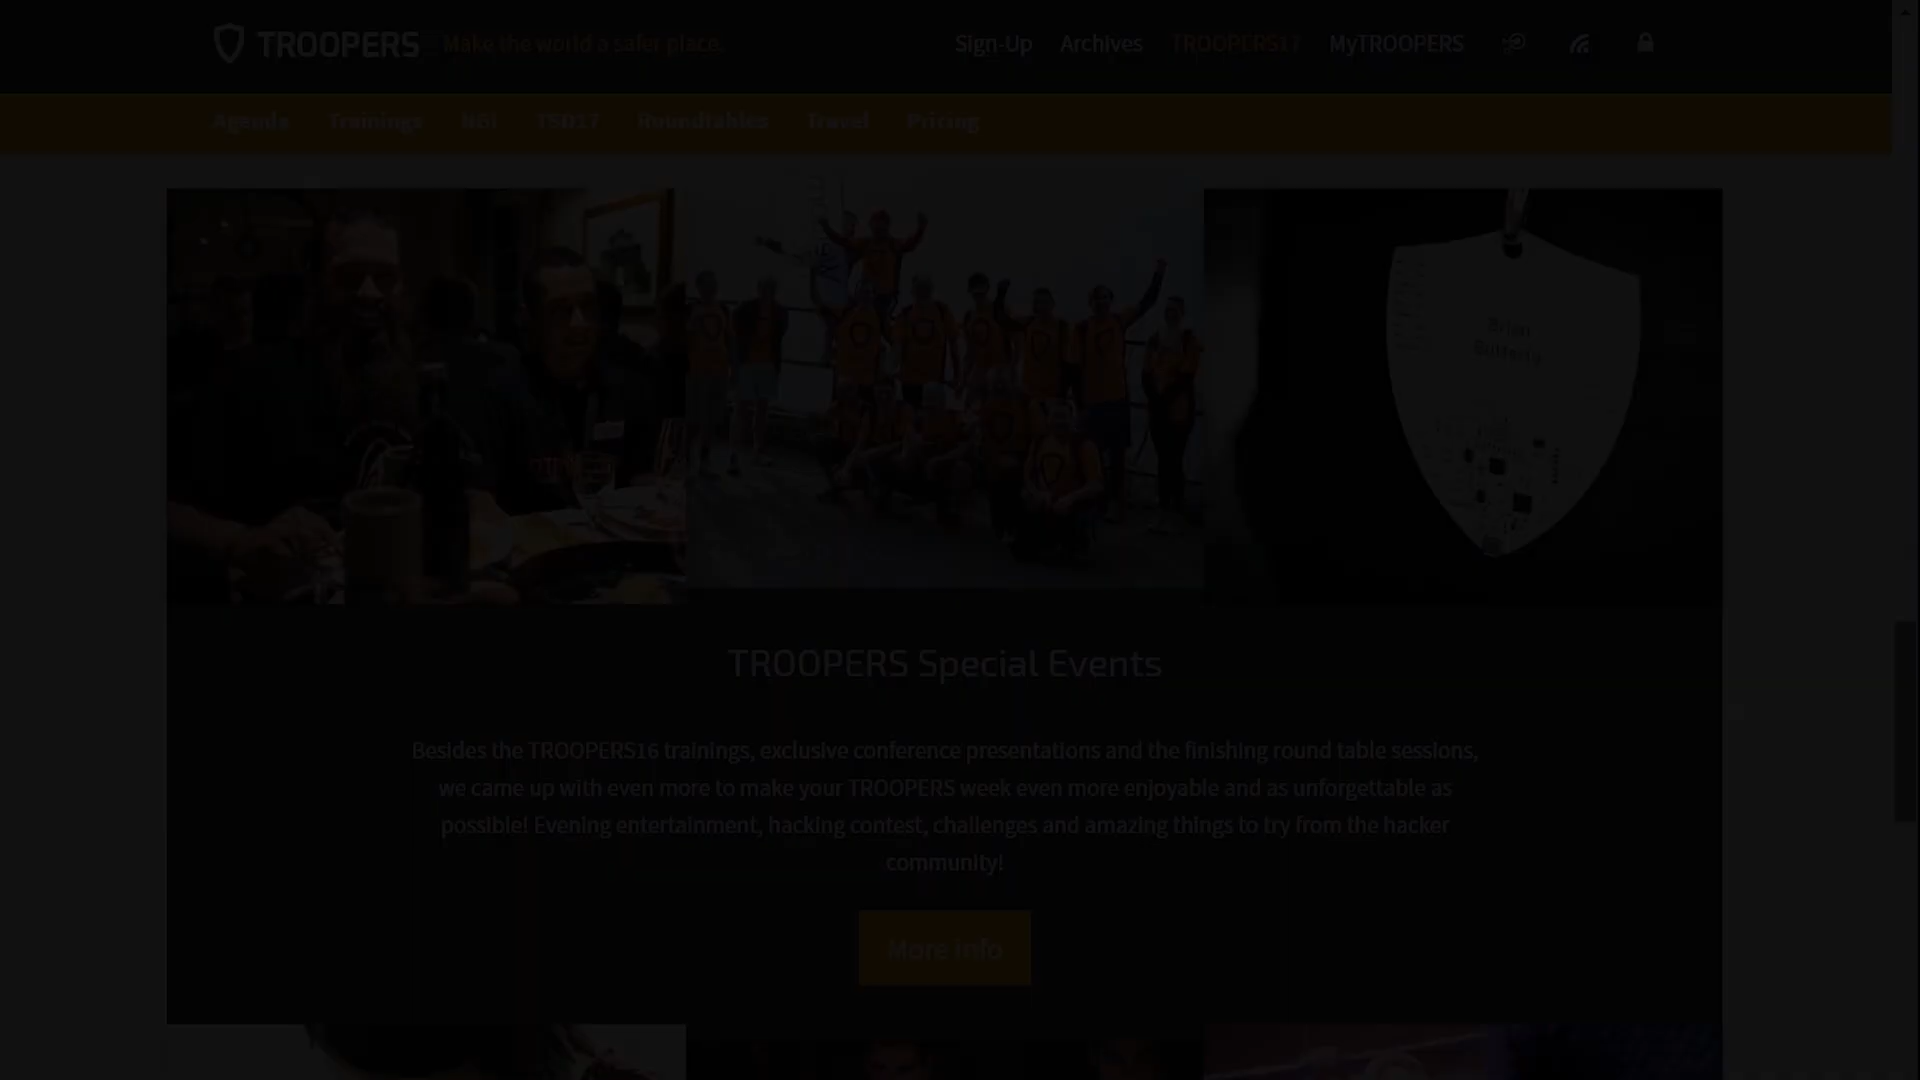 TROOPERS Make the world a safer place.
Sign-Up Archives TROOPERS17 MyTROOPERS
Agenda Trainings NGI TSD17 Roundtables Travel Pricing
Brian
Butterly
TROOPERS Special Events
Besides the TROOPERS16 trainings, exclusive conference presentations and the finishing round table sessions,
we came up with even more to make your TROOPERS week even more enjoyable and as unforgettable as
possible! Evening entertainment, hacking contest, challenges and amazing things to try from the hacker
community!
More info